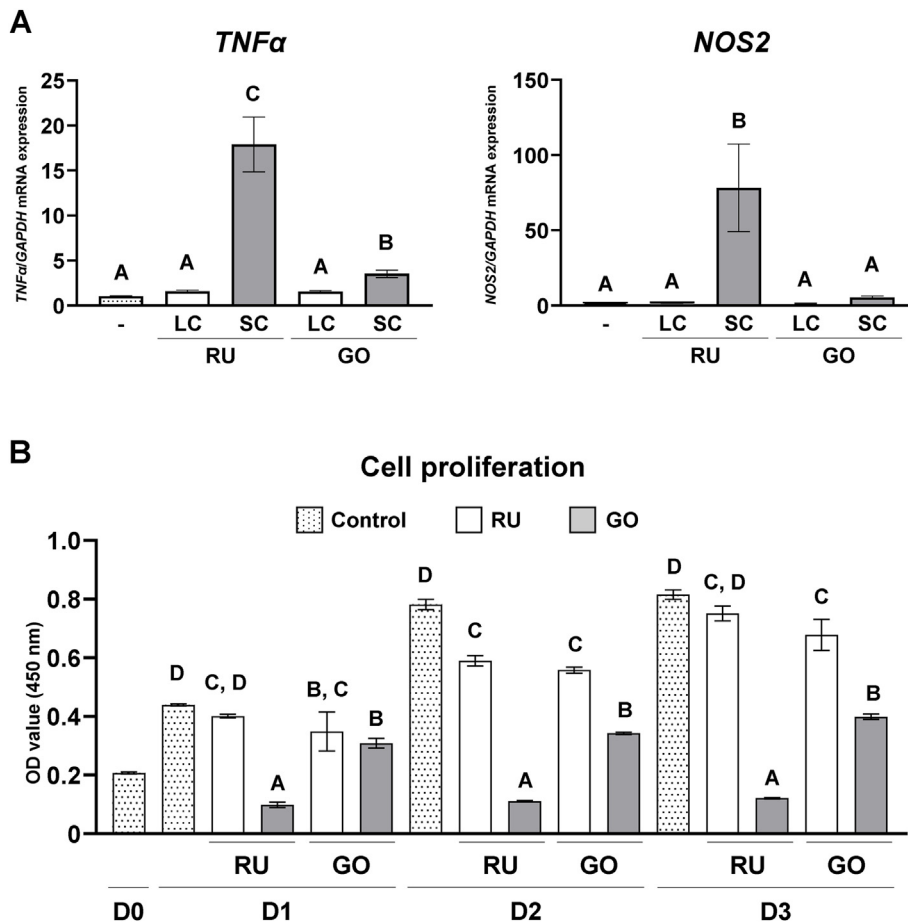 A
TNFα
NOS2
TNFα/GAPDH mRNA expression
25
20
15
10
5
0
A
A
C
A
B
-
LC
SC
LC
SC
RU
GO
NOS2/GAPDH mRNA expression
150
100
50
0
A
A
B
A
A
-
LC
SC
LC
SC
RU
GO
B
Cell proliferation
Control
RU
GO
OD value (450 nm)
1.0
0.8
0.6
0.4
0.2
0
D
C, D
A
B, C
B
D
C
A
C
B
D
C, D
A
C
B
RU
GO
RU
GO
RU
GO
D0
D1
D2
D3